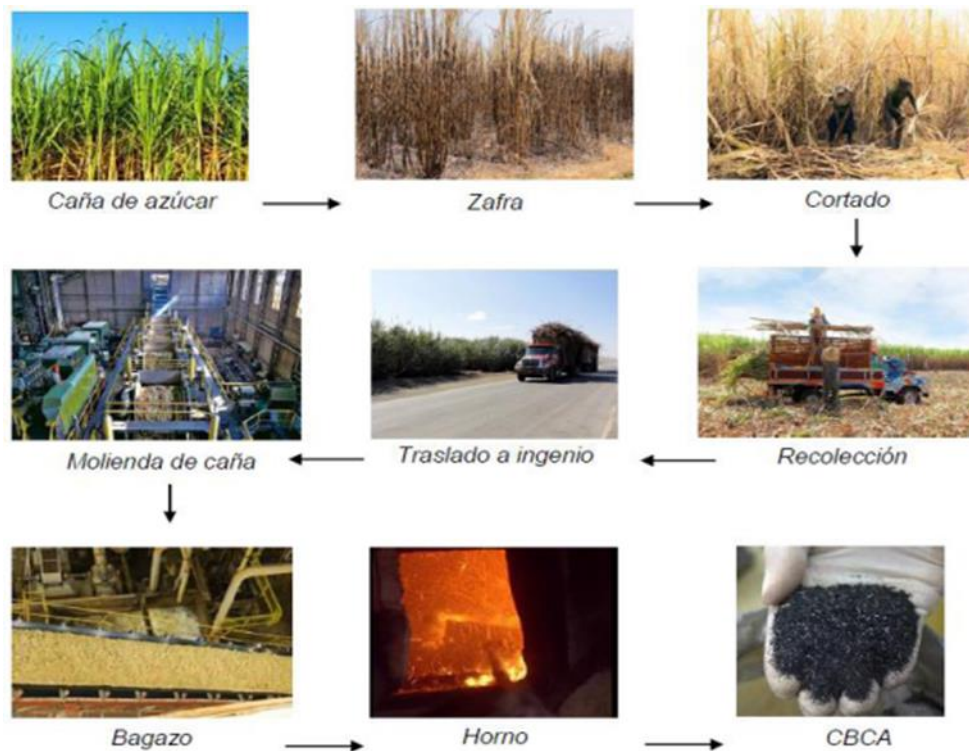 Caña de azúcar
Zafra
Cortado
Recolección
Traslado a ingenio
Molienda de caña
Bagazo
Horno
CBCA